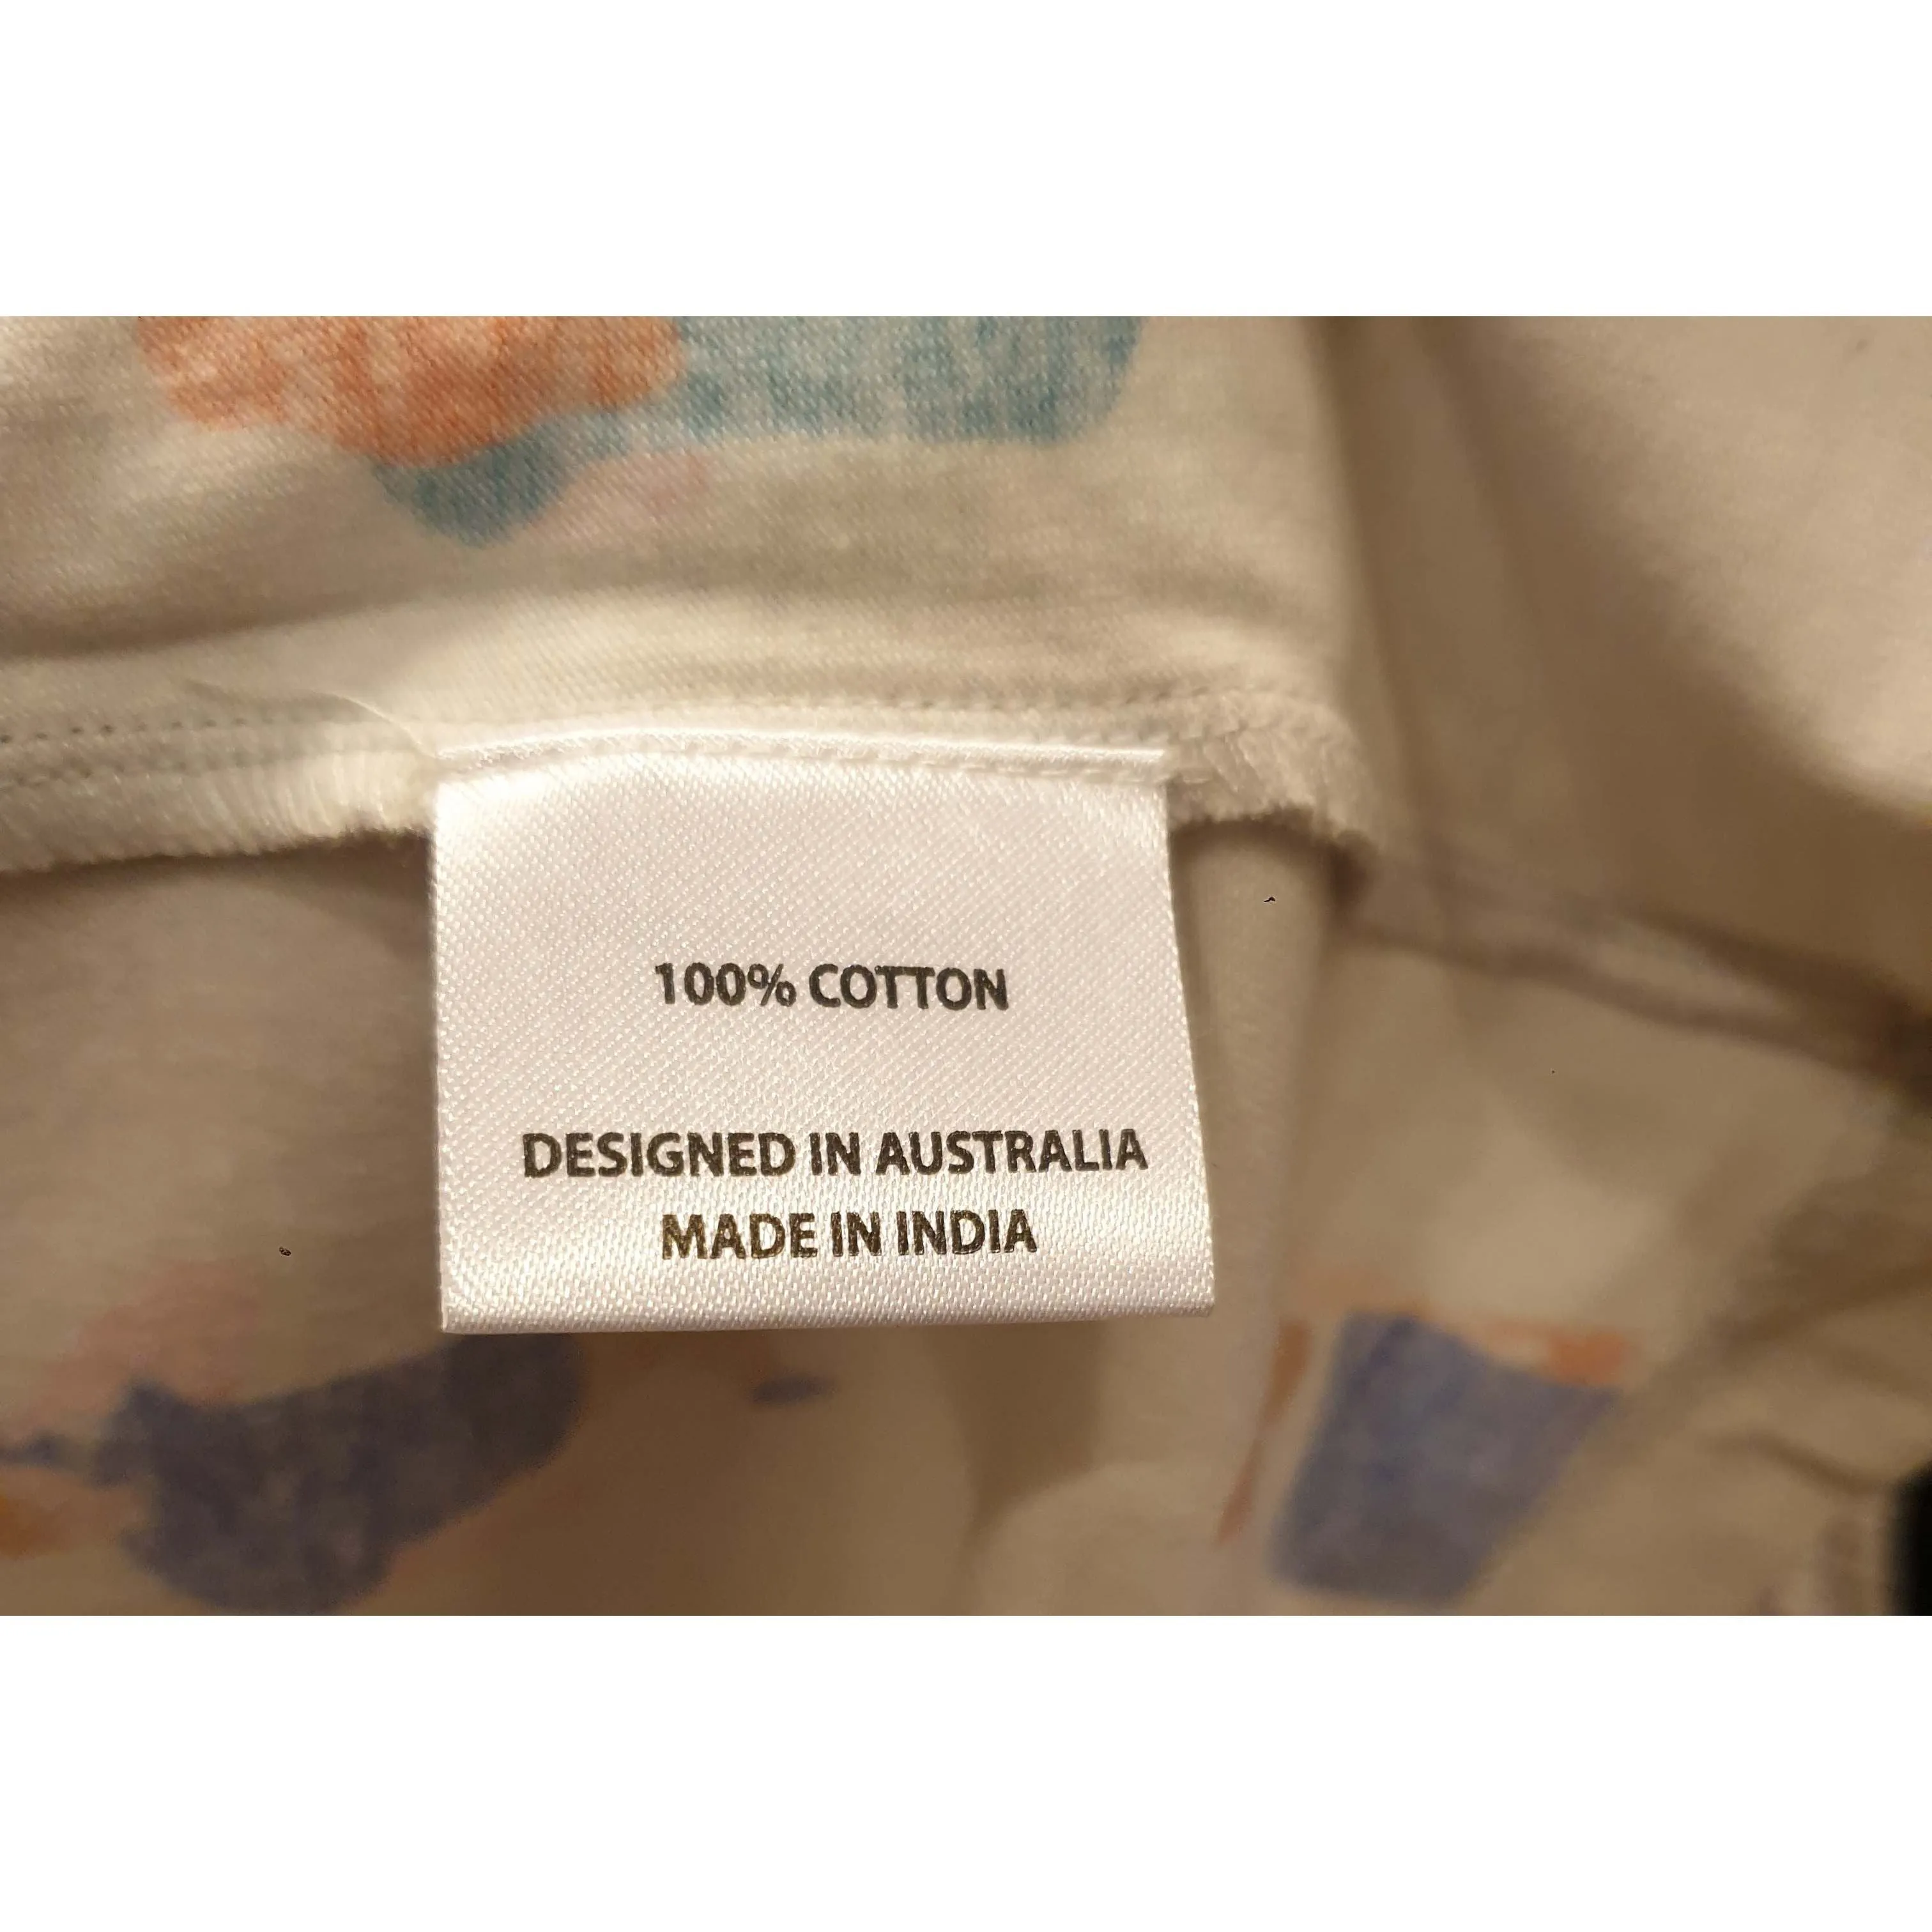 100% COTTON
DESIGNED IN AUSTRALIA
MADE IN INDIA